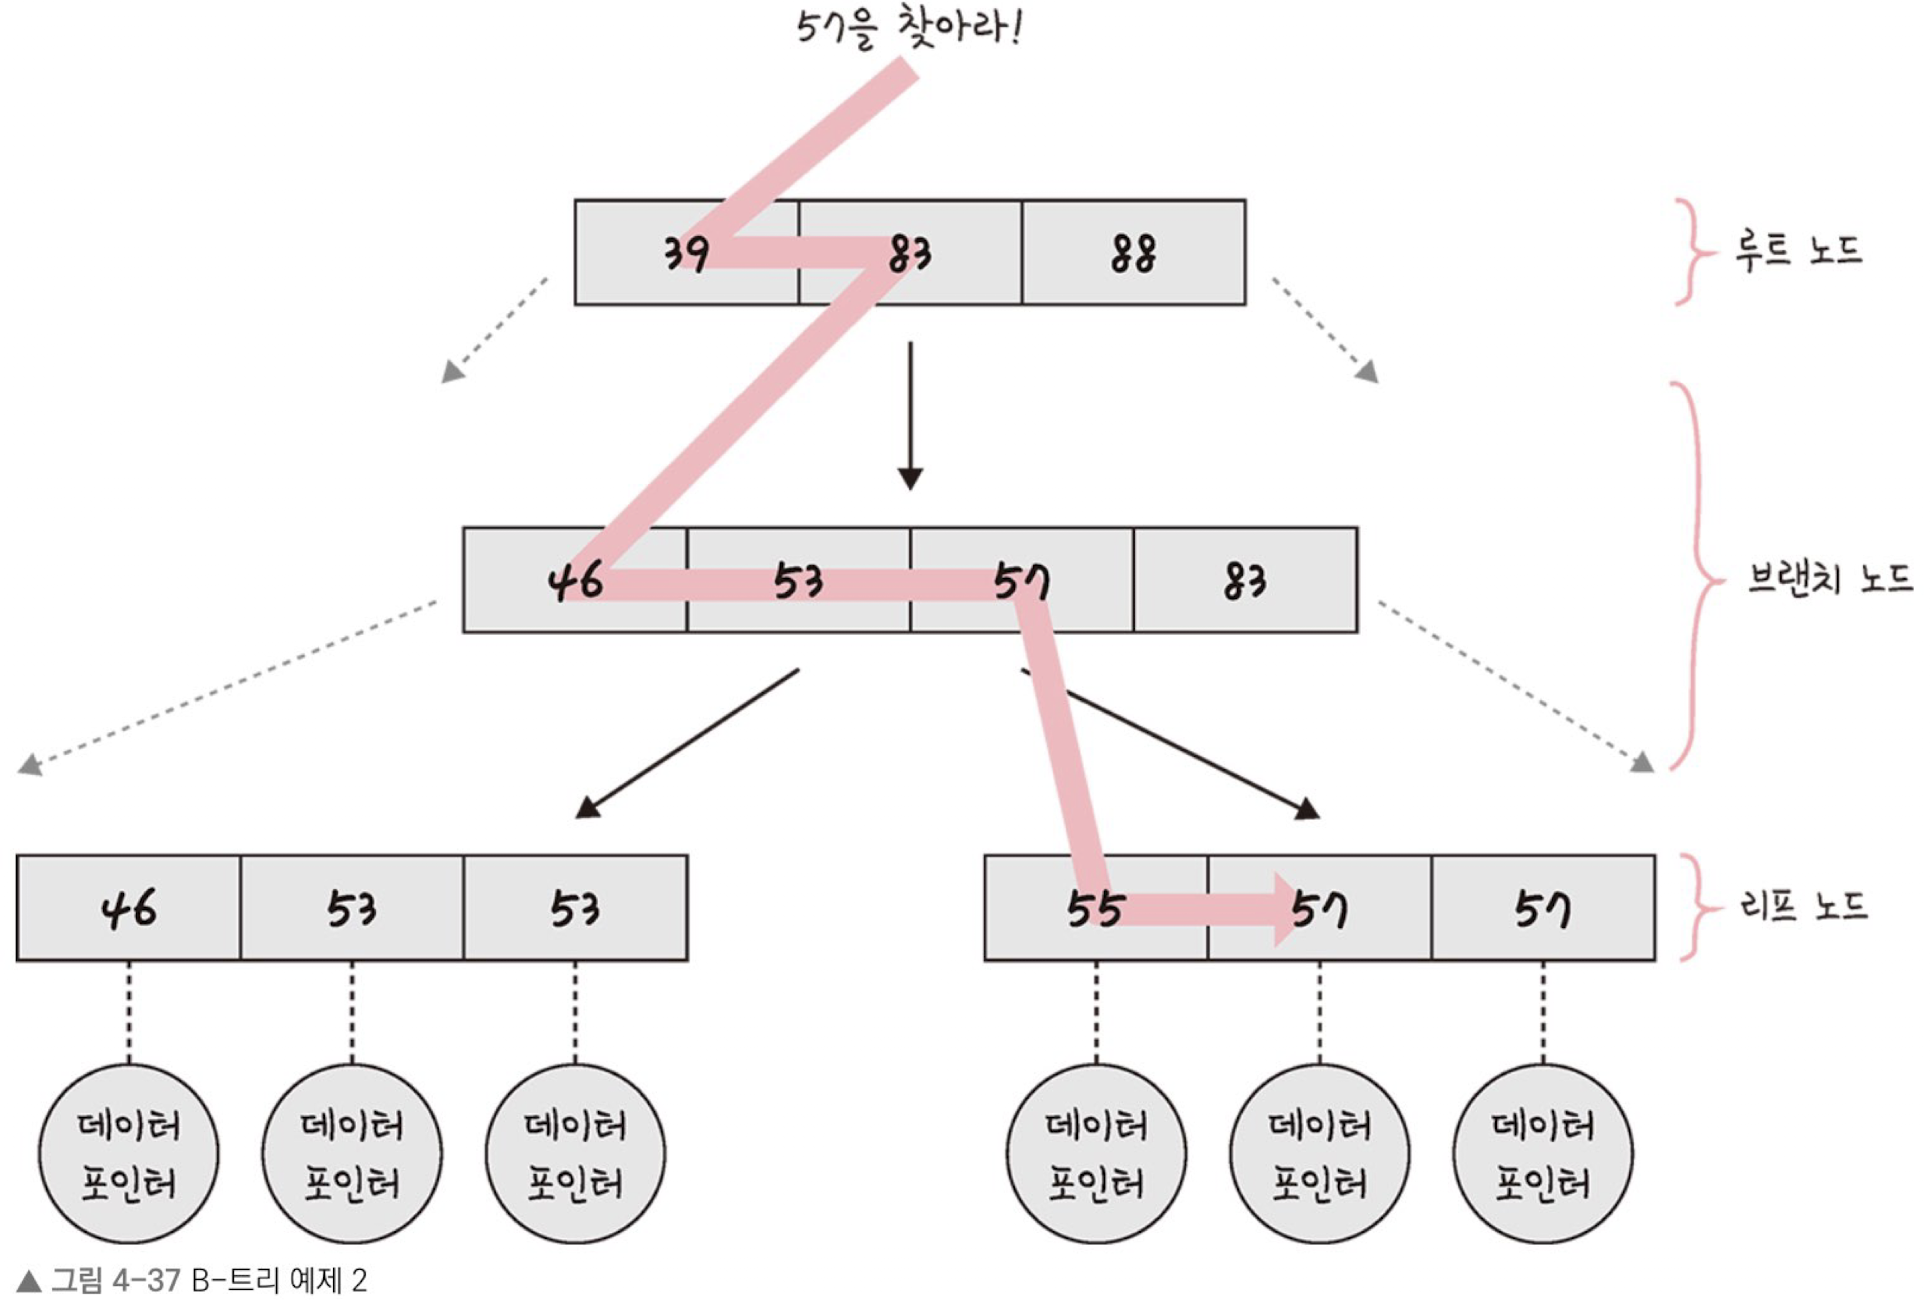 57을 찾아라!
39 83 88
루트 노드
46 53 57 83
브랜치 노드
46 53 53
55 57 57
리프 노드
데이터
포인터
데이터
포인터
데이터
포인터
데이터
포인터
데이터
포인터
데이터
포인터
▲ 그림 4-37 B-트리 예제 2